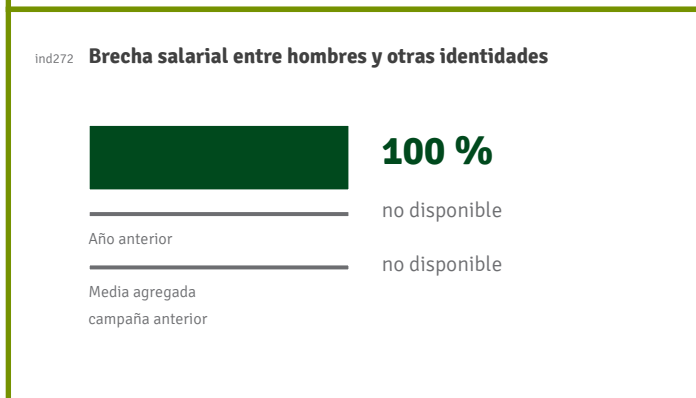 ind272 Brecha salarial entre hombres y otras identidades
100 %
no disponible
Año anterior
no disponible
Media agregada
campaña anterior